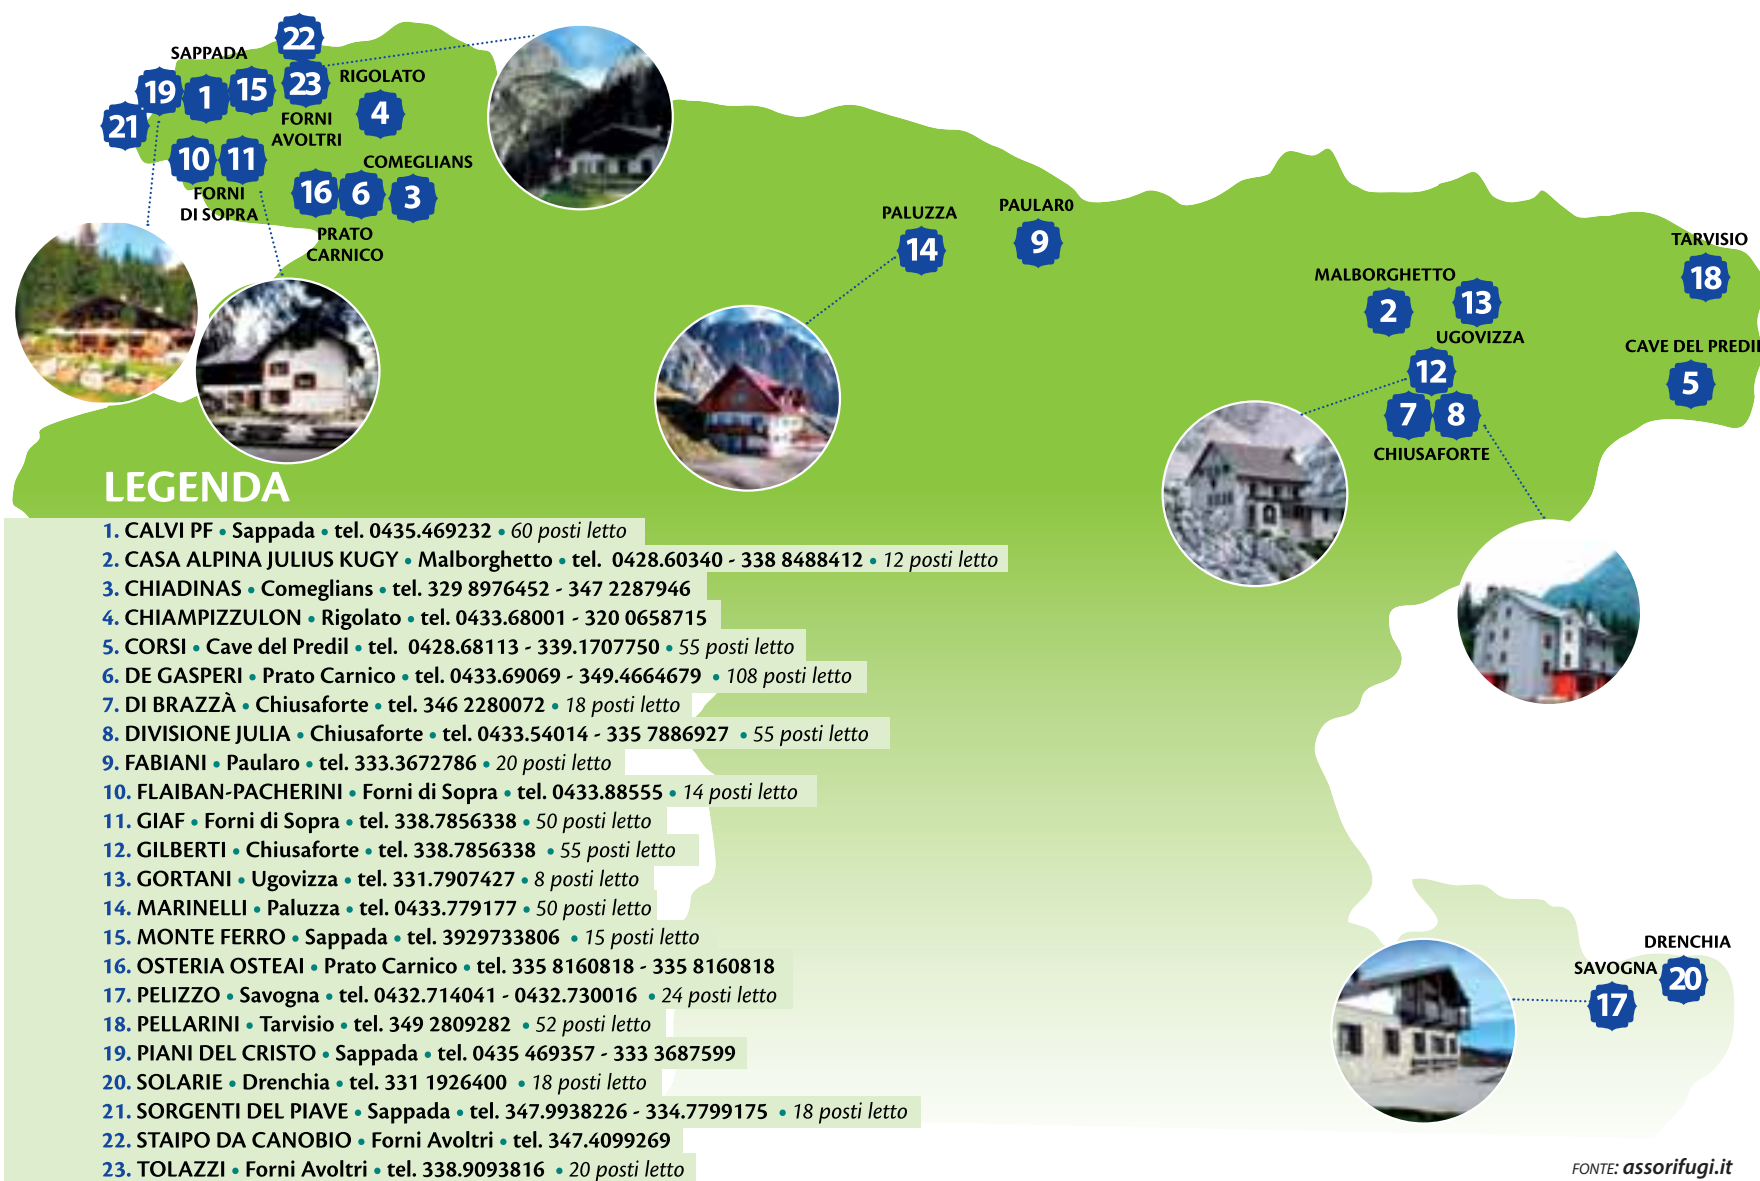 22
SAPPADA
19
1
15
23
RIGOLATO
4
21
FORNI
AVOLTRI
10
11
COMEGLIANS
16
6
3
FORNI
DI SOPRA
PRATO
CARNICO
PALUZZA
14
PAULAR0
9
TARVISIO
18
MALBORGHETTO
2
13
UGOVIZZA
12
CAVE DEL PREDIL
5
7
8
CHIUSAFORTE
LEGENDA
1. CALVI PF • Sappada • tel. 0435.469232 • 60 posti letto
2. CASA ALPINA JULIUS KUGY • Malborghetto • tel. 0428.60340 - 338 8488412 • 12 posti letto
3. CHIADINAS • Comeglians • tel. 329 8976452 - 347 2287946
4. CHIAMPIZZULON • Rigolato • tel. 0433.68001 - 320 0658715
5. CORSI • Cave del Predil • tel. 0428.68113 - 339.1707750 • 55 posti letto
6. DE GASPERI • Prato Carnico • tel. 0433.69069 - 349.4664679 • 108 posti letto
7. DI BRAZZÀ • Chiusaforte • tel. 346 2280072 • 18 posti letto
8. DIVISIONE JULIA • Chiusaforte • tel. 0433.54014 - 335 7886927 • 55 posti letto
9. FABIANI • Paularo • tel. 333.3672786 • 20 posti letto
10. FLAIBAN-PACHERINI • Forni di Sopra • tel. 0433.88555 • 14 posti letto
11. GIAF • Forni di Sopra • tel. 338.7856338 • 50 posti letto
12. GILBERTI • Chiusaforte • tel. 338.7856338 • 55 posti letto
13. GORTANI • Ugovizza • tel. 331.7907427 • 8 posti letto
14. MARINELLI • Paluzza • tel. 0433.779177 • 50 posti letto
15. MONTE FERRO • Sappada • tel. 3929733806 • 15 posti letto
16. OSTERIA OSTEAI • Prato Carnico • tel. 335 8160818 - 335 8160818
17. PELIZZO • Savogna • tel. 0432.714041 - 0432.730016 • 24 posti letto
18. PELLARINI • Tarvisio • tel. 349 2809282 • 52 posti letto
19. PIANI DEL CRISTO • Sappada • tel. 0435 469357 - 333 3687599
20. SOLARIE • Drenchia • tel. 331 1926400 • 18 posti letto
21. SORGENTI DEL PIAVE • Sappada • tel. 347.9938226 - 334.7799175 • 18 posti letto
22. STAIPO DA CANOBIO • Forni Avoltri • tel. 347.4099269
23. TOLAZZI • Forni Avoltri • tel. 338.9093816 • 20 posti letto
DRENCHIA
20
SAVOGNA
17
FONTE: assorifugi.it